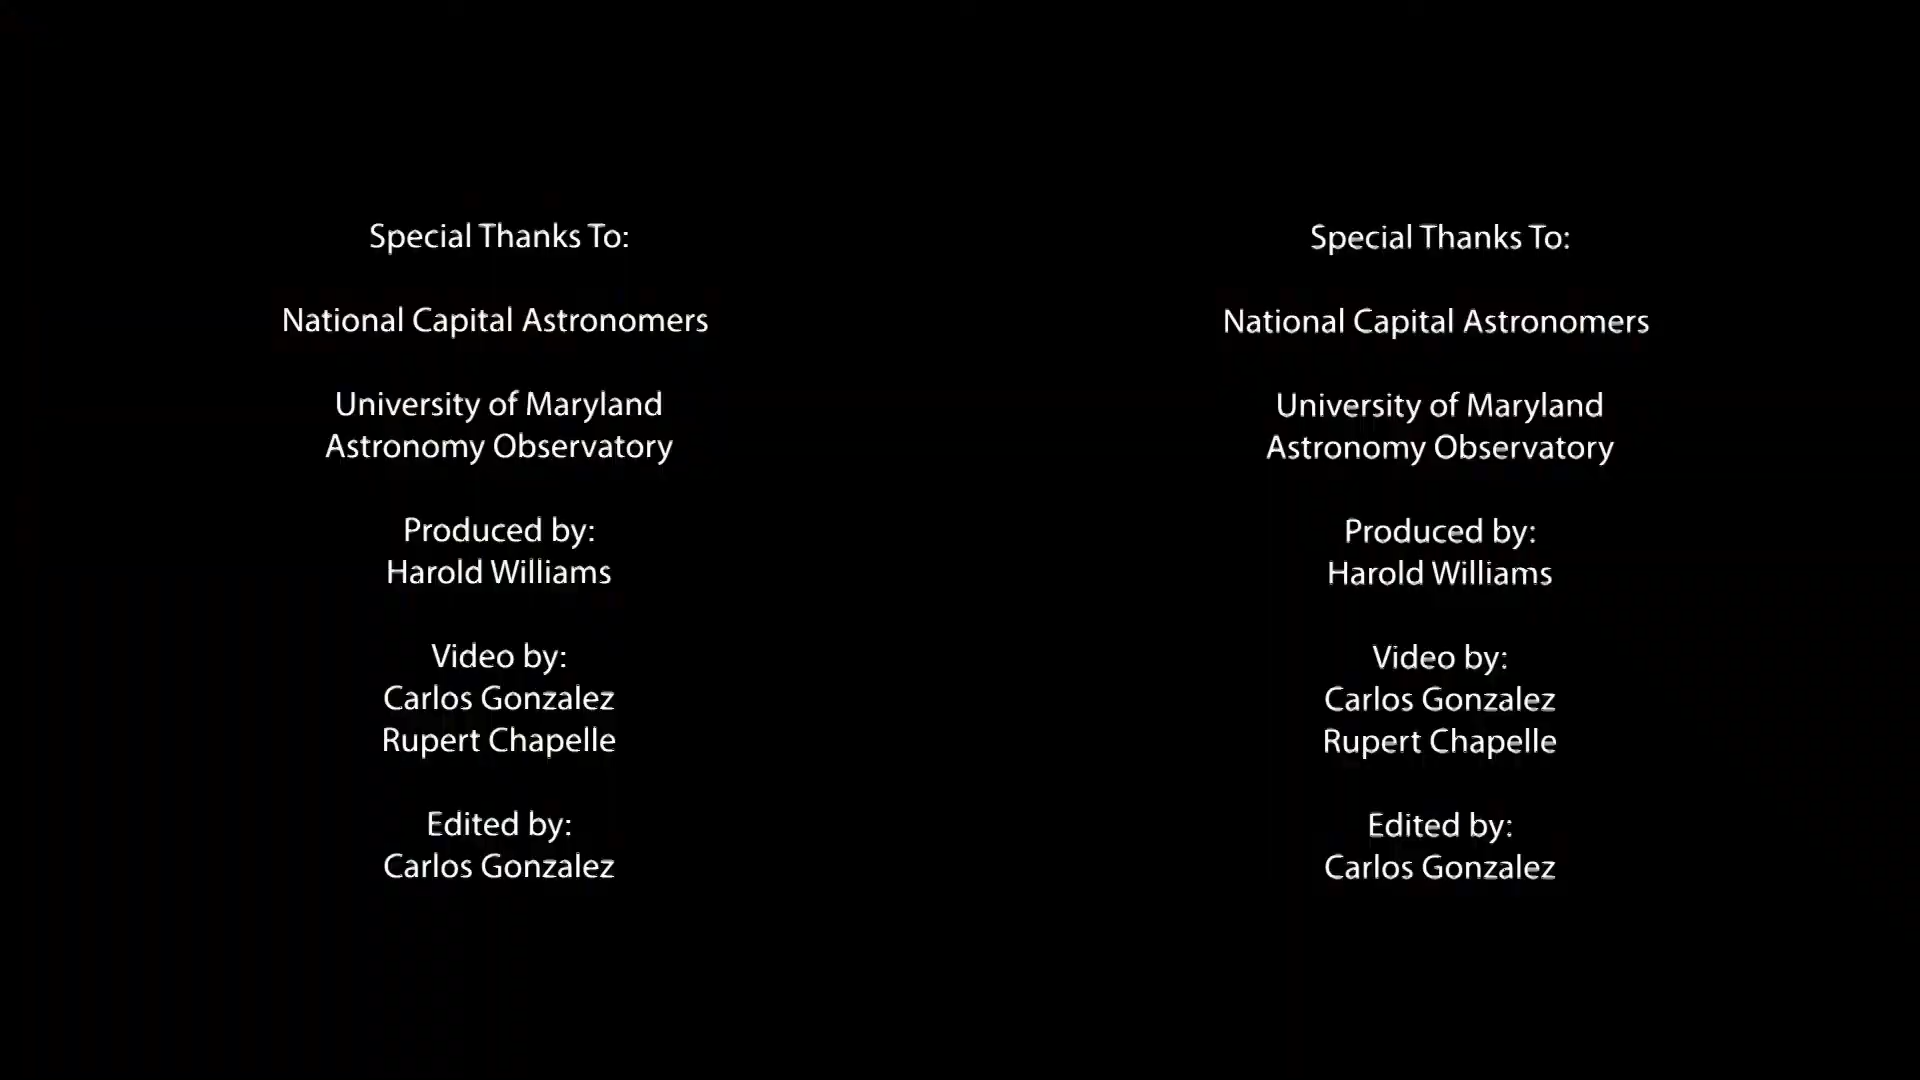 Special Thanks To:
National Capital Astronomers
University of Maryland
Astronomy Observatory
Produced by:
Harold Williams
Video by:
Carlos Gonzalez
Rupert Chapelle
Edited by:
Carlos Gonzalez
Special Thanks To:
National Capital Astronomers
University of Maryland
Astronomy Observatory
Produced by:
Harold Williams
Video by:
Carlos Gonzalez
Rupert Chapelle
Edited by:
Carlos Gonzalez